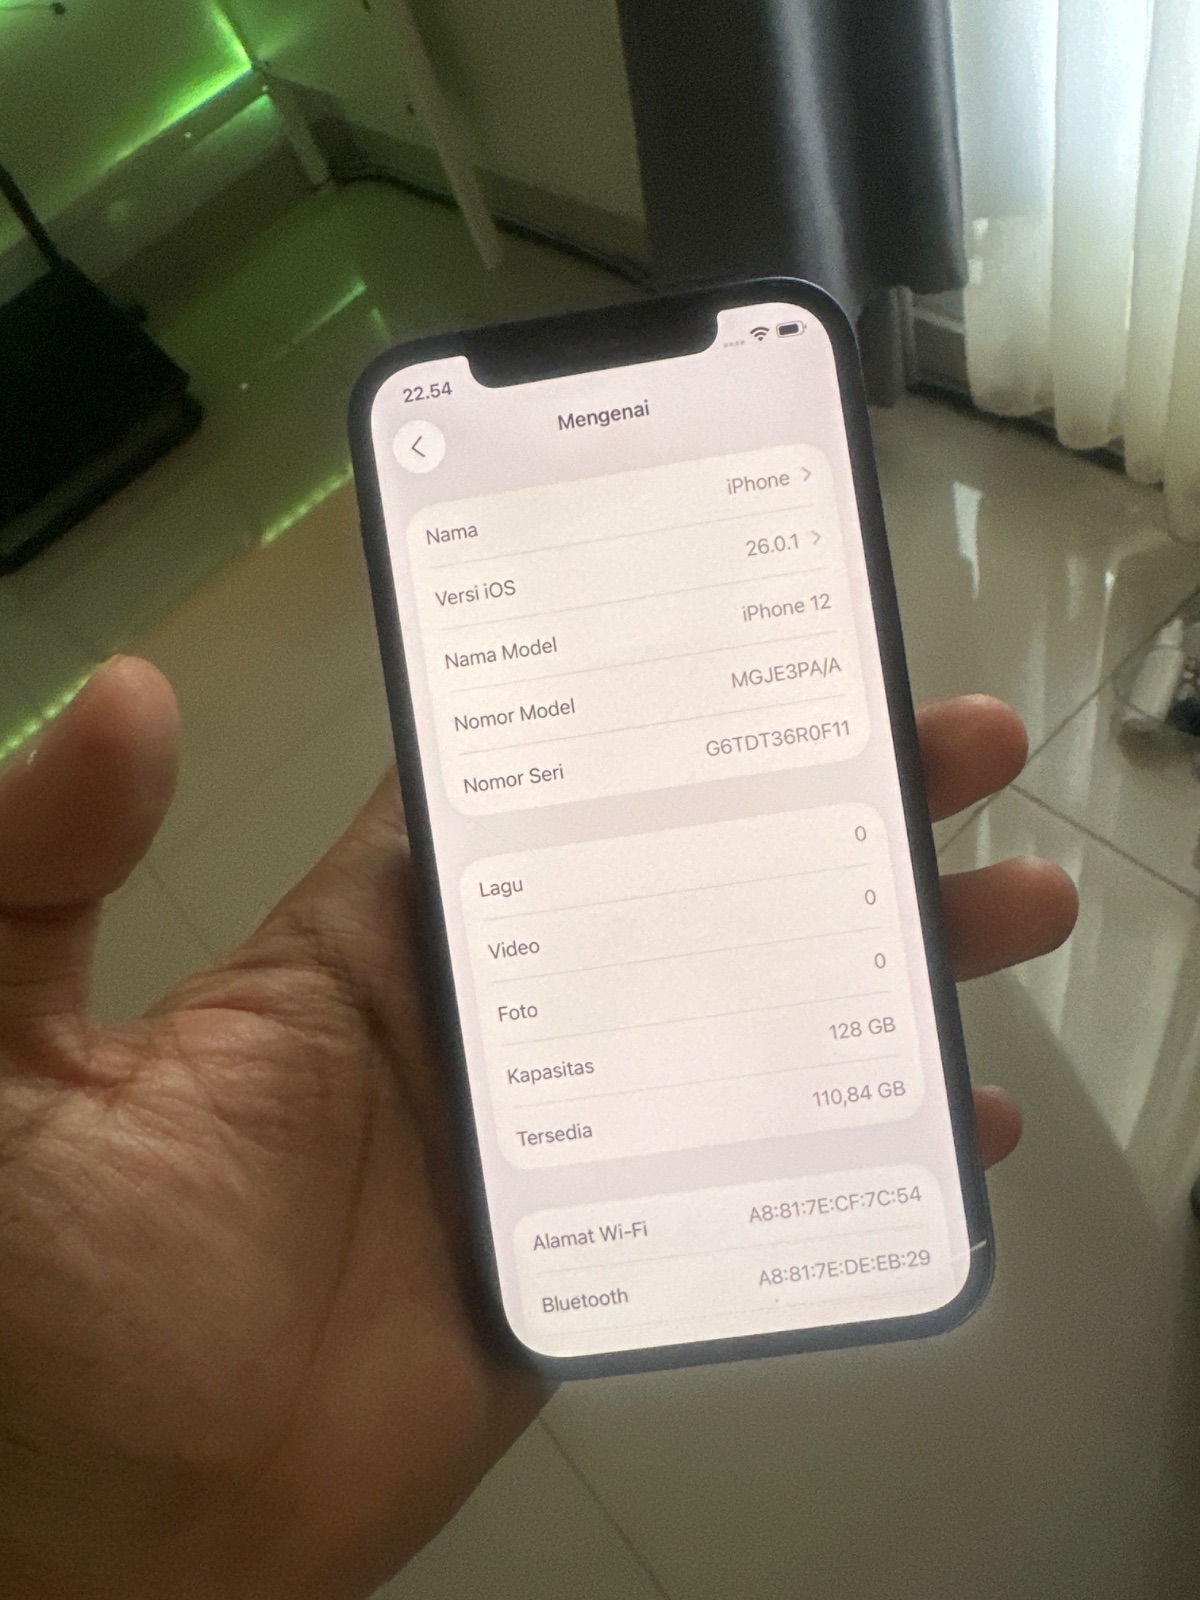 22.54
Mengenai
Nama iPhone
Versi iOS 26.0.1
Nama Model iPhone 12
Nomor Model MGJE3PA/A
Nomor Seri G6TDT36R0F11
Lagu 0
Video 0
Foto 0
Kapasitas 128 GB
Tersedia 110,84 GB
Alamat Wi-Fi A8:81:7E:CF:7C:54
Bluetooth A8:81:7E:DE:EB:29